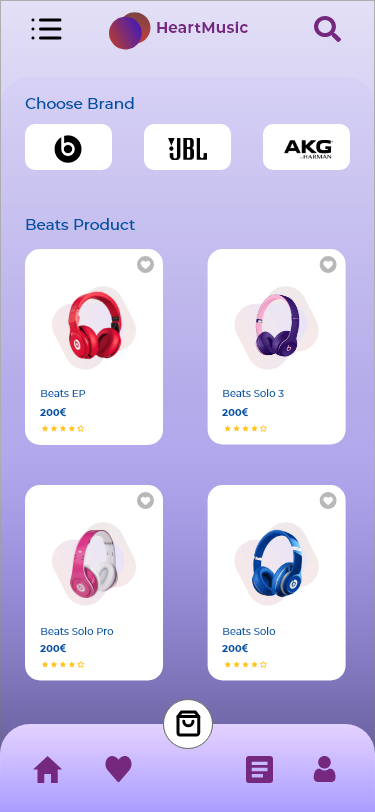 HeartMusic
Choose Brand
b
JBL
AKG
by HARMAN
Beats Product
Beats EP
200€
Beats Solo 3
200€
Beats Solo Pro
200€
Beats Solo
200€